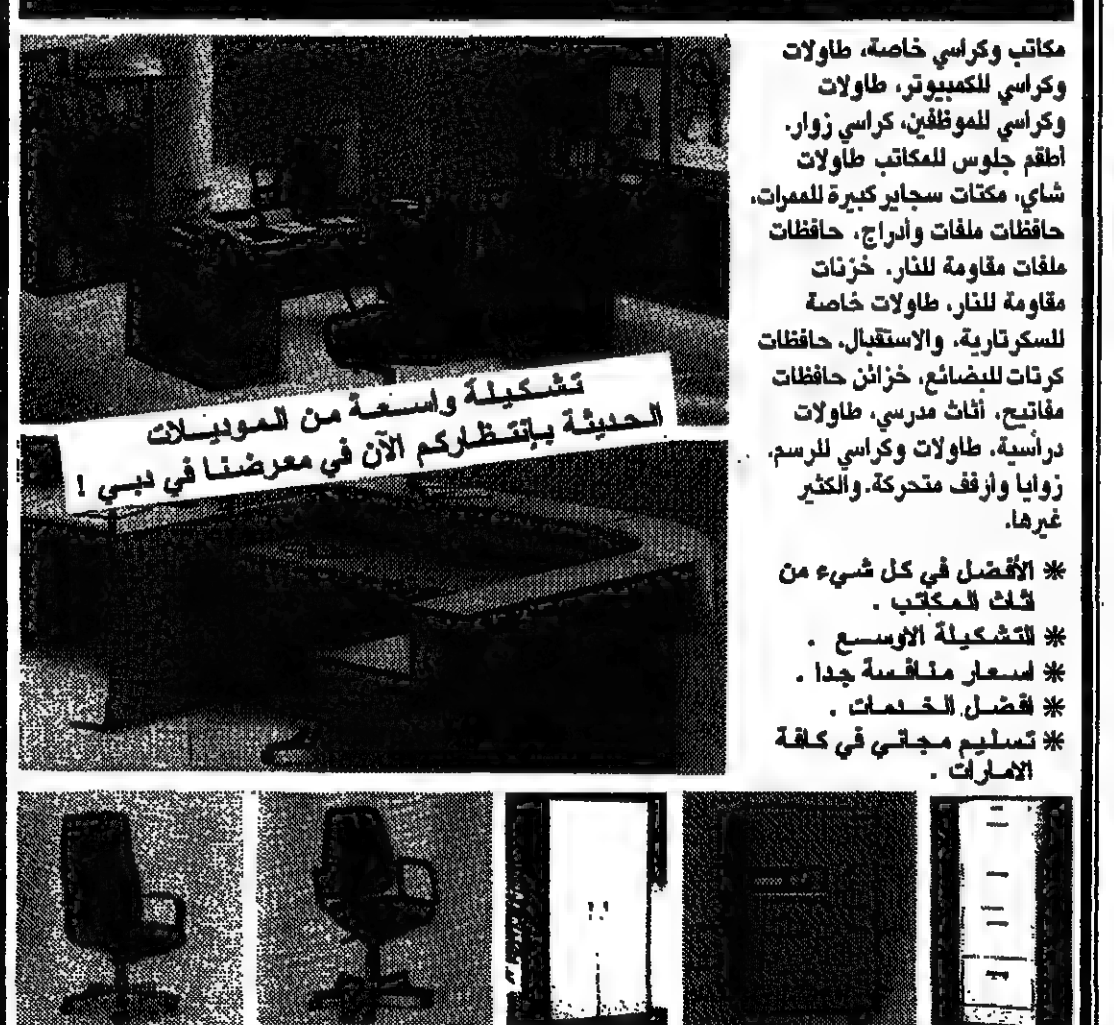 مكاتب وكراسي خاصة، طاولات
وكراسي للكمبيوتر، طاولات
وكراسي للموظفين، كراسي زوار.
أطقم جلوس للمكاتب طاولات
شاي، مكتات سجاير كبيرة للممرات،
حافظات ملفات وأدراج، حافظات
ملفات مقاومة للنار. خزنات
مقاومة للنار، طاولات خاصة
للسكرتارية، والاستقبال، حافظات
كرتات للبضائع، خزائن حافظات
مفاتيح، أثاث مدرسي، طاولات
دراسية، طاولات وكراسي للرسم،
زوايا وأرفف متحركة، والكثير
غيرها.
تشكيلة واسعة من الموديلات
الحديثة بإنتظاركم الآن في معرضنا في دبي !
* الأفضل في كل شيء من
اثاث المكاتب .
* التشكيلة الاوسع .
* اسعار منافسة جدا .
* افضل الخدمات .
* تسليم مجاني في كافة
الامارات .